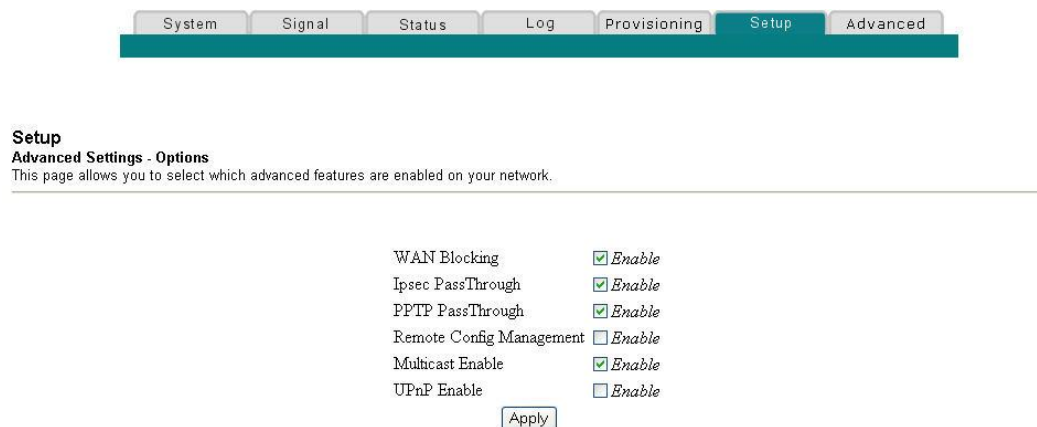 System Signal Status Log Provisioning Setup Advanced
Setup
Advanced Settings - Options
This page allows you to select which advanced features are enabled on your network.
WAN Blocking Enable
Ipsec PassThrough Enable
PPTP PassThrough Enable
Remote Config Management Enable
Multicast Enable Enable
UPnP Enable Enable
Apply